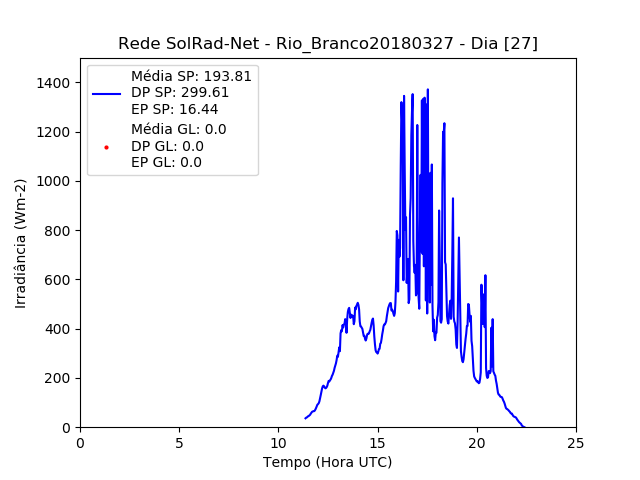 Rede SolRad-Net - Rio_Branco20180327 - Dia [27]
Média SP: 193.81
DP SP: 299.61
EP SP: 16.44
Média GL: 0.0
DP GL: 0.0
EP GL: 0.0
Irradiância (Wm-2)
1400
1200
1000
800
600
400
200
0
0 5 10 15 20 25
Tempo (Hora UTC)